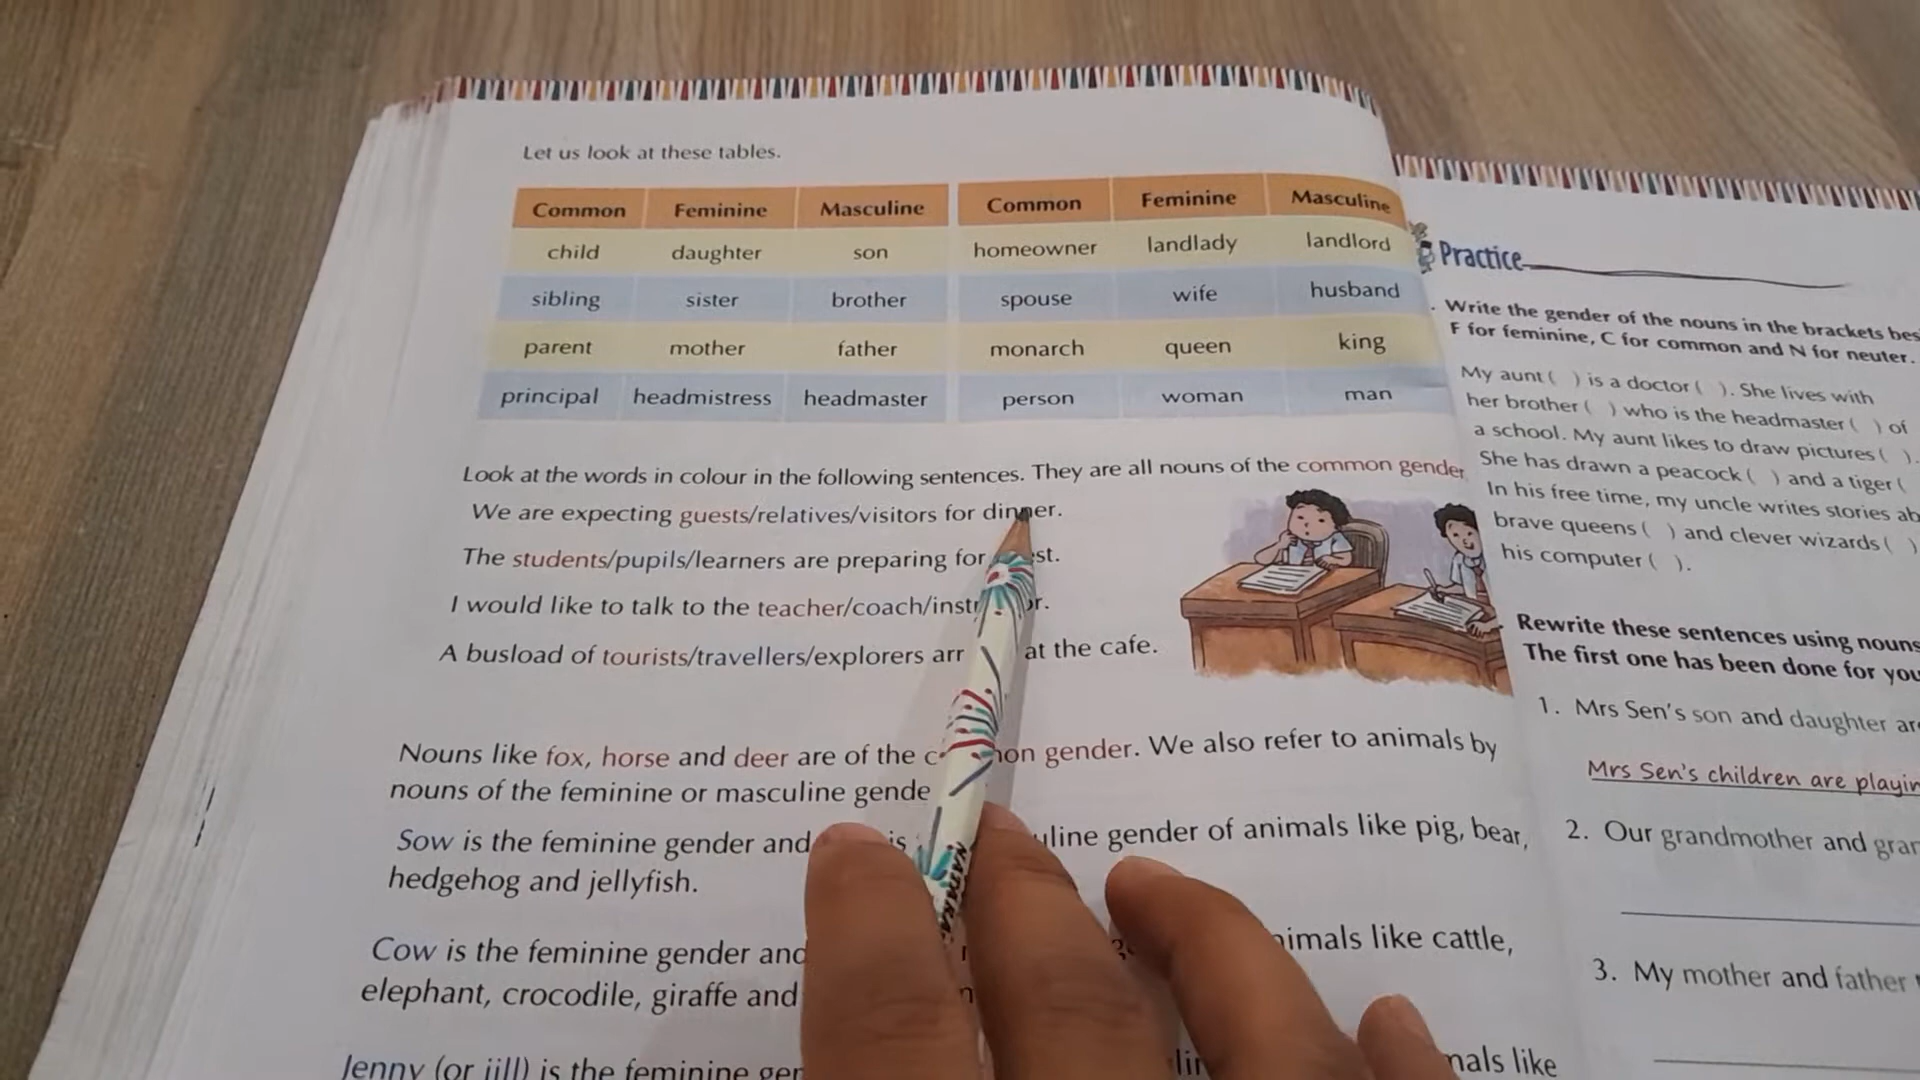 Let us look at these tables.
Common Feminine Masculine Common Feminine Masculine
child daughter son homeowner landlady landlord
sibling sister brother spouse wife husband
parent mother father monarch queen king
principal headmistress headmaster person woman man
Look at the words in colour in the following sentences. They are all nouns of the common gender
We are expecting guests/relatives/visitors for dinner.
The students/pupils/learners are preparing for
I would like to talk to the teacher/coach/
A busload of tourists/travellers/explorers at the cafe.
Nouns like fox, horse and deer are of the gender. We also refer to animals by
nouns of the feminine or masculine
Sow is the feminine gender and is gender of animals like pig, bear,
hedgehog and jellyfish.
Cow is the feminine gender and like cattle,
elephant, crocodile, giraffe and
Jenny (or jill) is the feminine like
NATARAJ
Practice
Write the gender of the nouns in the brackets
F for feminine, C for common and N for neuter.
My aunt ( ) is a doctor ( ). She lives with
her brother ( ) who is the headmaster ( ) of
a school. My aunt likes to draw pictures ( ).
She has drawn a peacock ( ) and a tiger (
In his free time, my uncle writes stories
brave queens ( ) and clever wizards ( )
his computer ( ).
Rewrite these sentences using nouns
The first one has been done for
1. Mrs Sen's son and daughter
Mrs Sen's children are
2. Our grandmother and
3. My mother and father